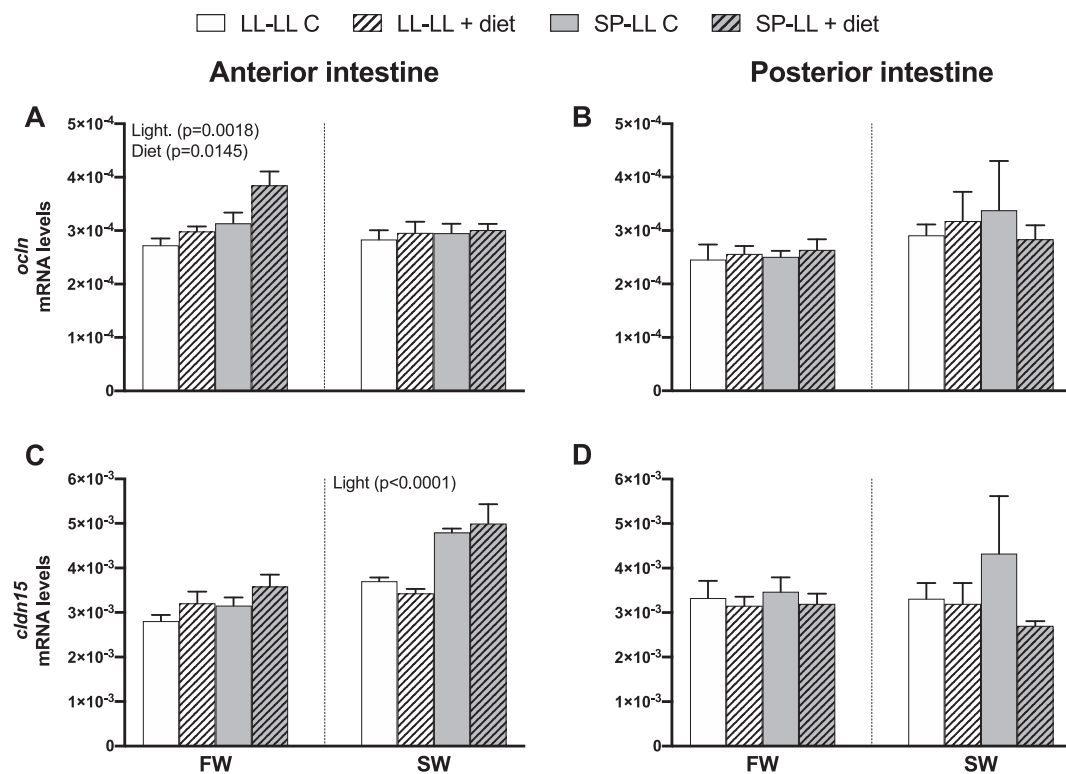 LL-LL C LL-LL + diet SP-LL C SP-LL + diet
Anterior intestine Posterior intestine
A
Light. (p=0.0018)
Diet (p=0.0145)
5×10⁻⁴
4×10⁻⁴
3×10⁻⁴
2×10⁻⁴
1×10⁻⁴
0
ocln
mRNA levels
B
5×10⁻⁴
4×10⁻⁴
3×10⁻⁴
2×10⁻⁴
1×10⁻⁴
0
C
Light (p<0.0001)
6×10⁻³
5×10⁻³
4×10⁻³
3×10⁻³
2×10⁻³
1×10⁻³
0
cldn15
mRNA levels
FW SW
D
6×10⁻³
5×10⁻³
4×10⁻³
3×10⁻³
2×10⁻³
1×10⁻³
0
FW SW